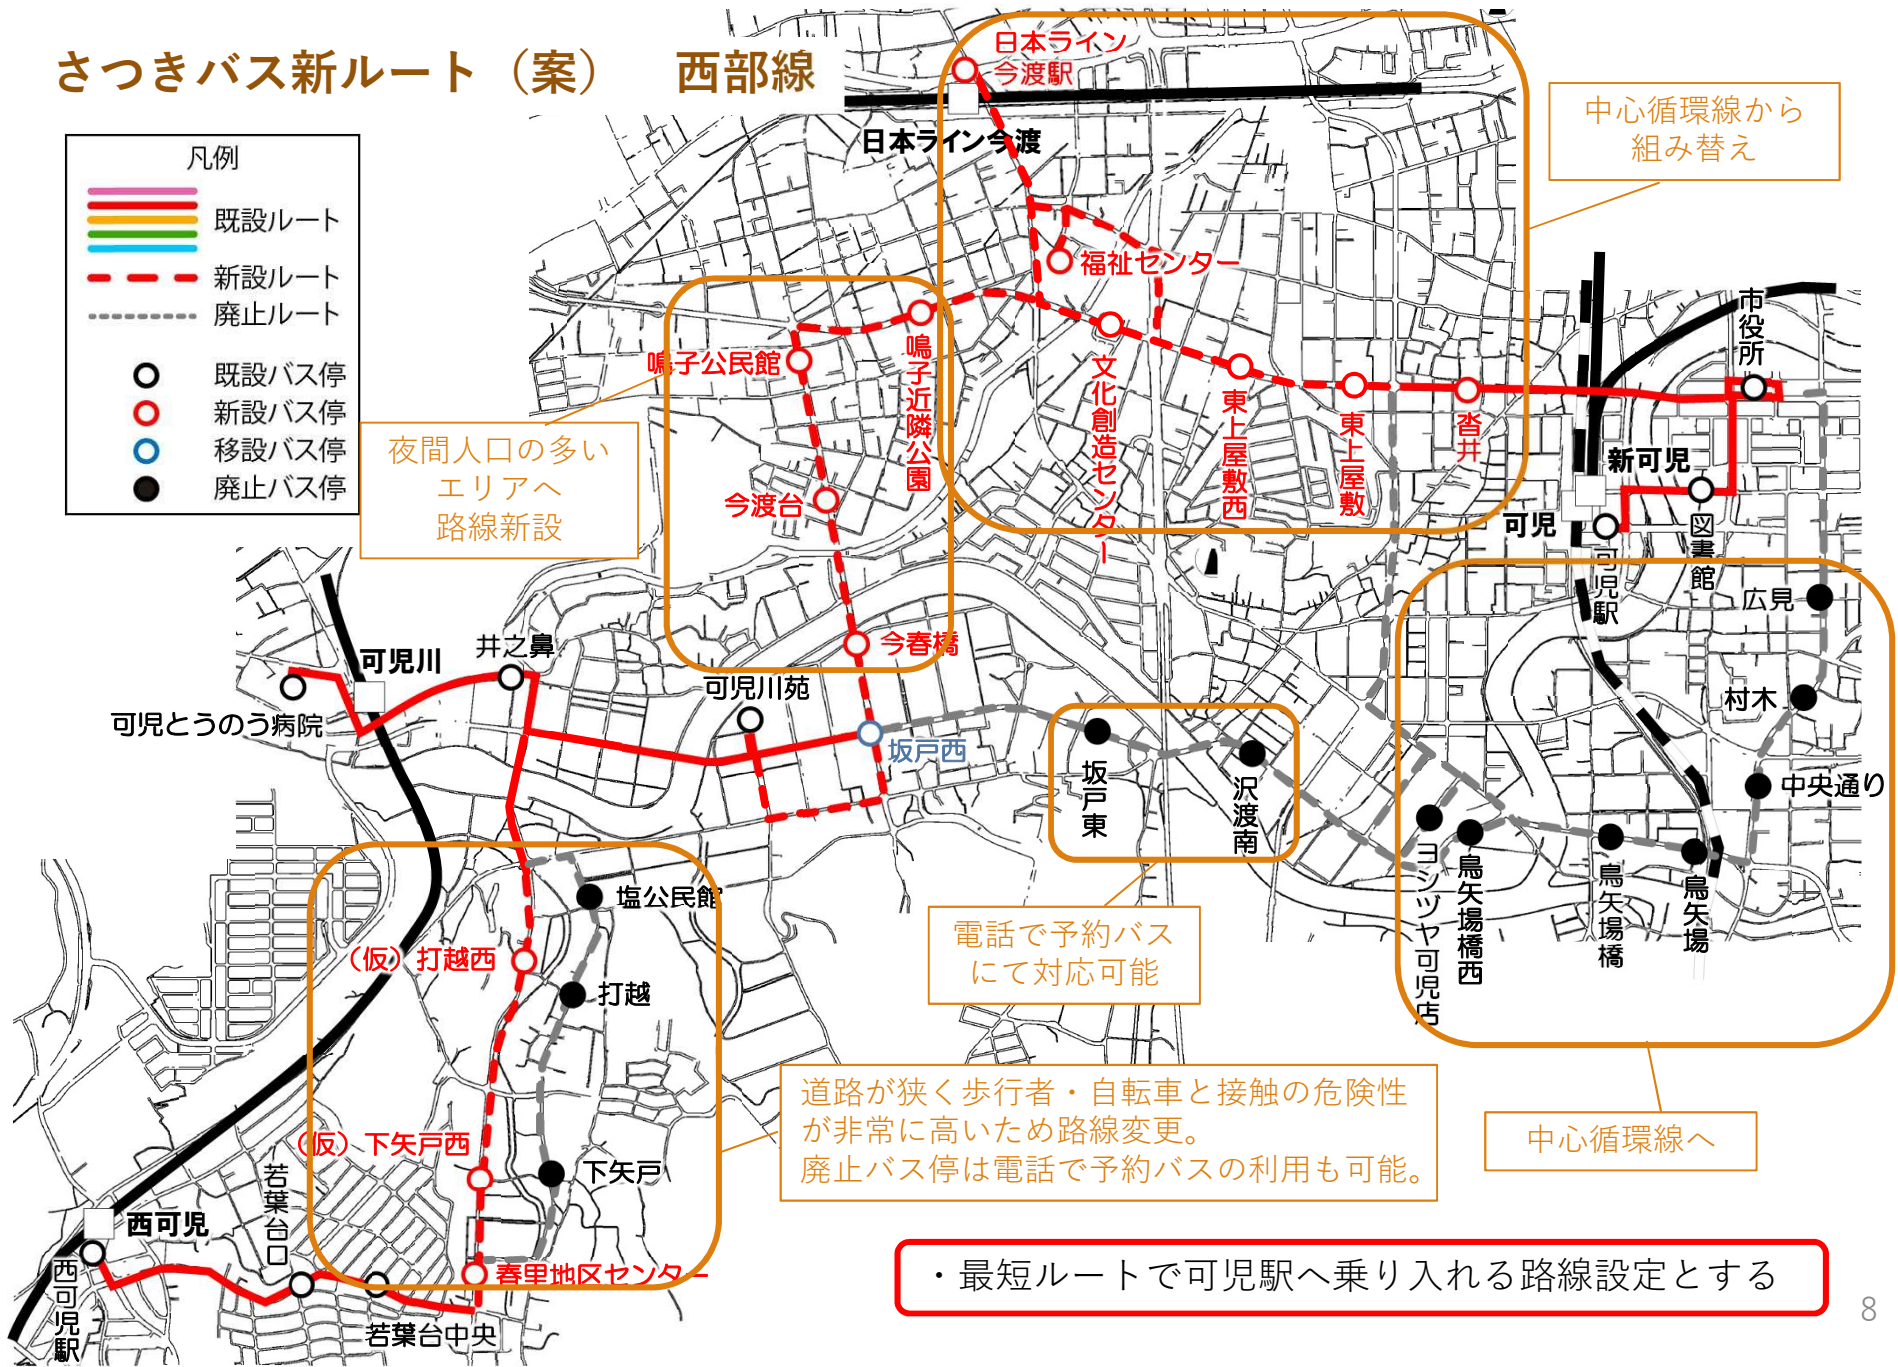 さつきバス新ルート（案）　西部線
凡例
既設ルート
新設ルート
廃止ルート
既設バス停
新設バス停
移設バス停
廃止バス停
日本ライン
今渡駅
日本ライン今渡
中心循環線から
組み替え
福祉センター
市役所
鳴子公民館
鳴子近隣公園
文化創造センター
東上屋敷西
東上屋敷
沓井
夜間人口の多い
エリアへ
路線新設
今渡台
新可児
可児
可児駅
図書館
広見
今春橋
井之鼻
可児川
可児川苑
可児とうのう病院
坂戸西
村木
坂戸東
沢渡南
中央通り
ヨシヅヤ可児店
鳥矢場橋西
鳥矢場橋
鳥矢場
塩公民館
（仮）打越西
打越
電話で予約バス
にて対応可能
道路が狭く歩行者・自転車と接触の危険性
が非常に高いため路線変更。
廃止バス停は電話で予約バスの利用も可能。
中心循環線へ
（仮）下矢戸西
下矢戸
若葉台口
西可児
西可児駅
春里地区センター
若葉台中央
・最短ルートで可児駅へ乗り入れる路線設定とする
8